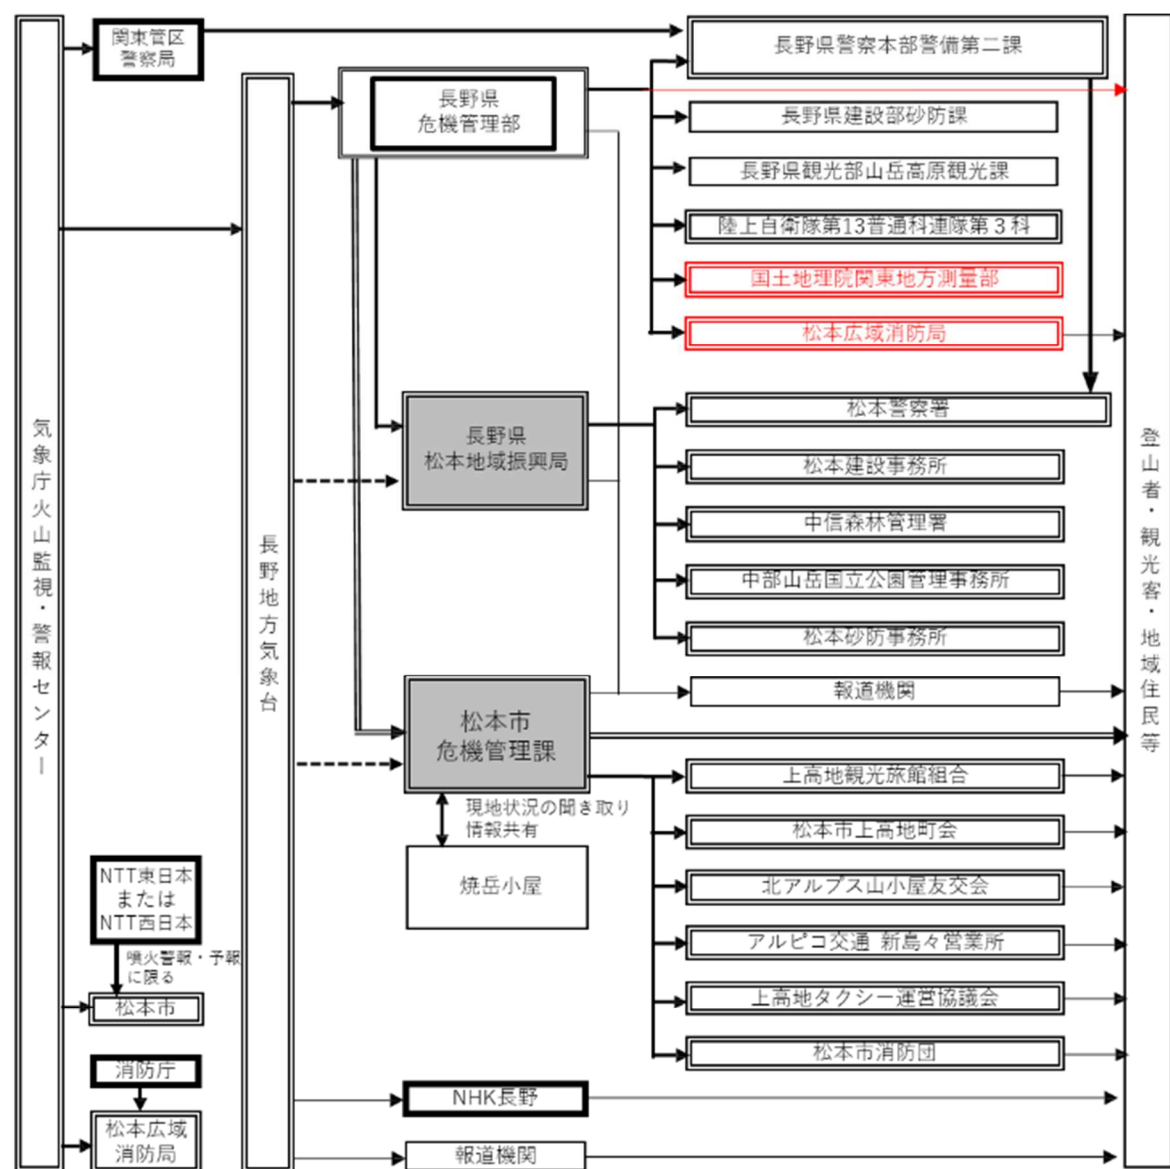 気象庁火山監視・警報センター
関東管区
警察局
長野地方気象台
長野県
危機管理部
長野県警察本部警備第二課
長野県建設部砂防課
長野県観光部山岳高原観光課
陸上自衛隊第13普通科連隊第3科
国土地理院関東地方測量部
松本広域消防局
長野県
松本地域振興局
松本警察署
松本建設事務所
中信森林管理署
中部山岳国立公園管理事務所
松本砂防事務所
報道機関
松本市
危機管理課
現地状況の聞き取り
情報共有
焼岳小屋
上高地観光旅館組合
松本市上高地町会
北アルプス山小屋友交会
アルピコ交通 新島々営業所
上高地タクシー運営協議会
松本市消防団
NTT東日本
または
NTT西日本
噴火警報・予報
に限る
松本市
消防庁
松本広域
消防局
NHK長野
報道機関
登山者・観光客・地域住民等